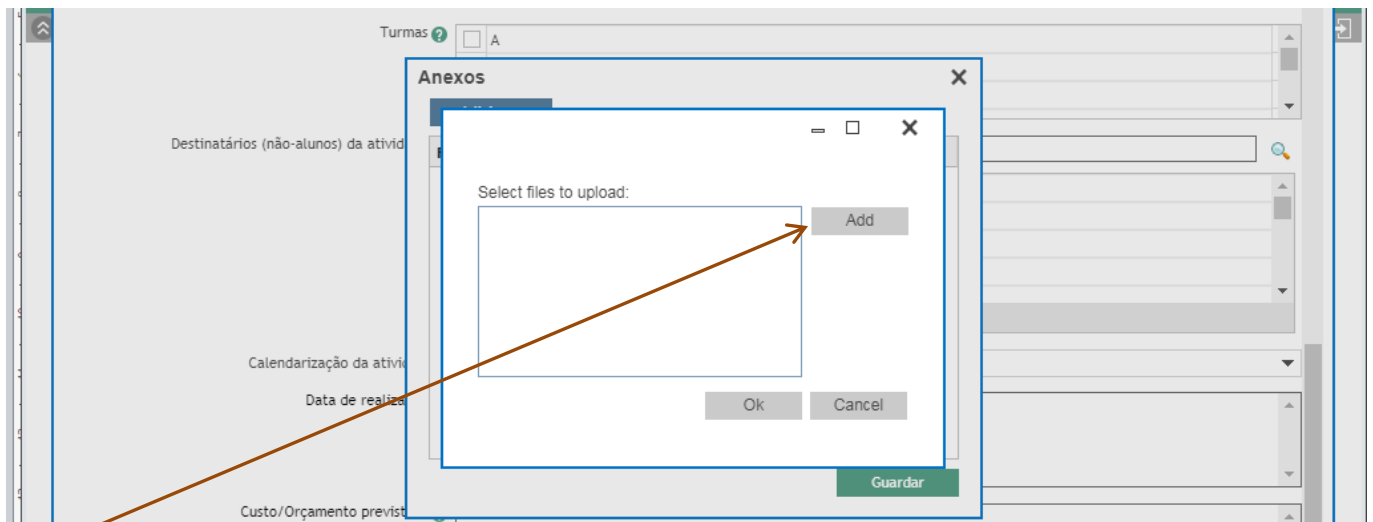 Turmas
A
Anexos
Destinatários (não-alunos) da ativid
Select files to upload:
Add
Calendarização da ativid
Data de realiza
Ok Cancel
Guardar
Custo/Orçamento previst